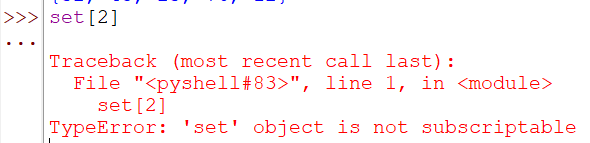 >>> set[2]
...
Traceback (most recent call last):
  File "<pyshell#83>", line 1, in <module>
    set[2]
TypeError: 'set' object is not subscriptable